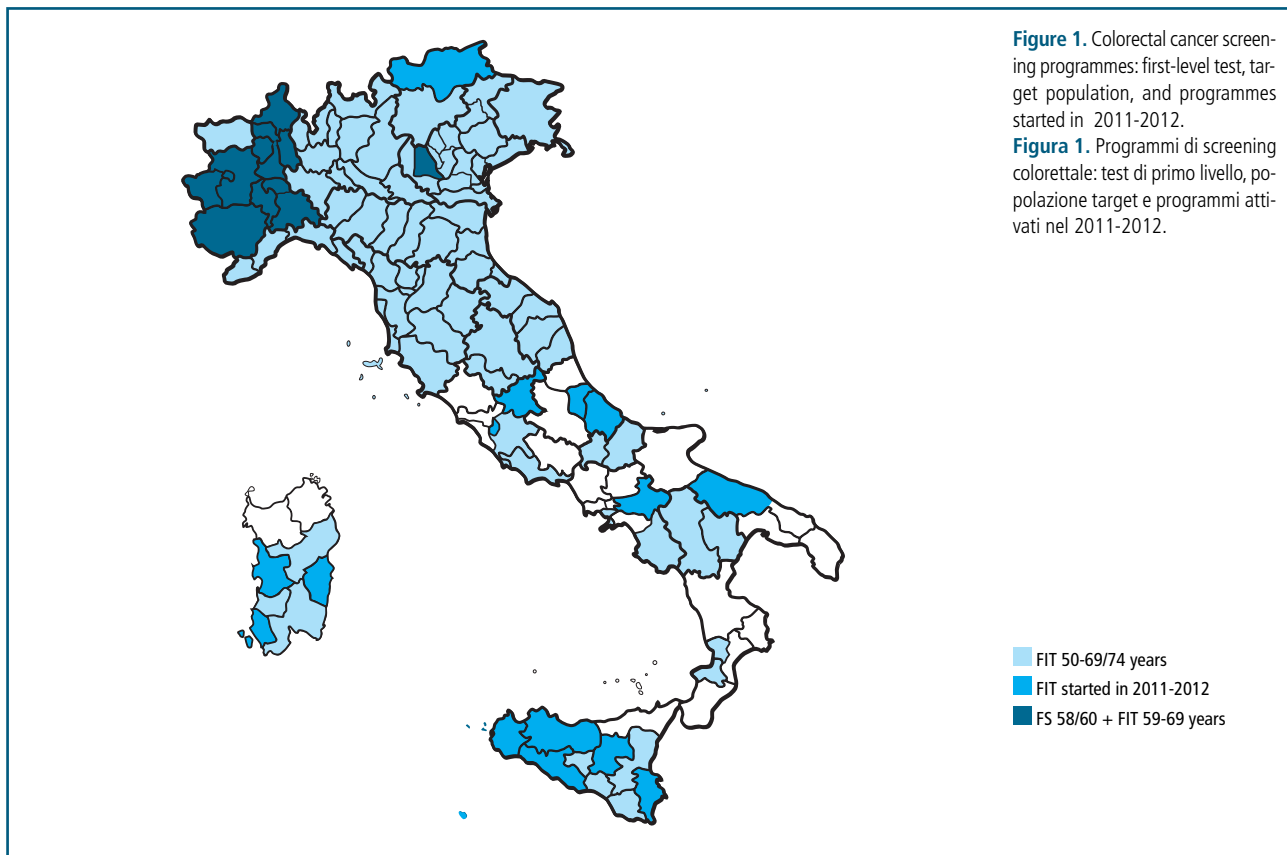 Figure 1. Colorectal cancer screen-
ing programmes: first-level test, tar-
get population, and programmes
started in 2011-2012.
Figura 1. Programmi di screening
colorettale: test di primo livello, po-
polazione target e programmi atti-
vati nel 2011-2012.
FIT 50-69/74 years
FIT started in 2011-2012
FS 58/60 + FIT 59-69 years